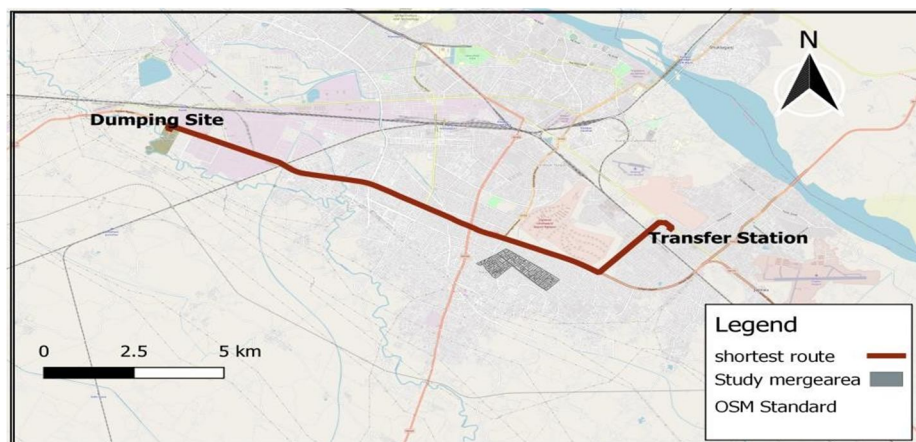 N
Dumping Site
Transfer Station
0 2.5 5 km
Legend
shortest route
Study mergearea
OSM Standard